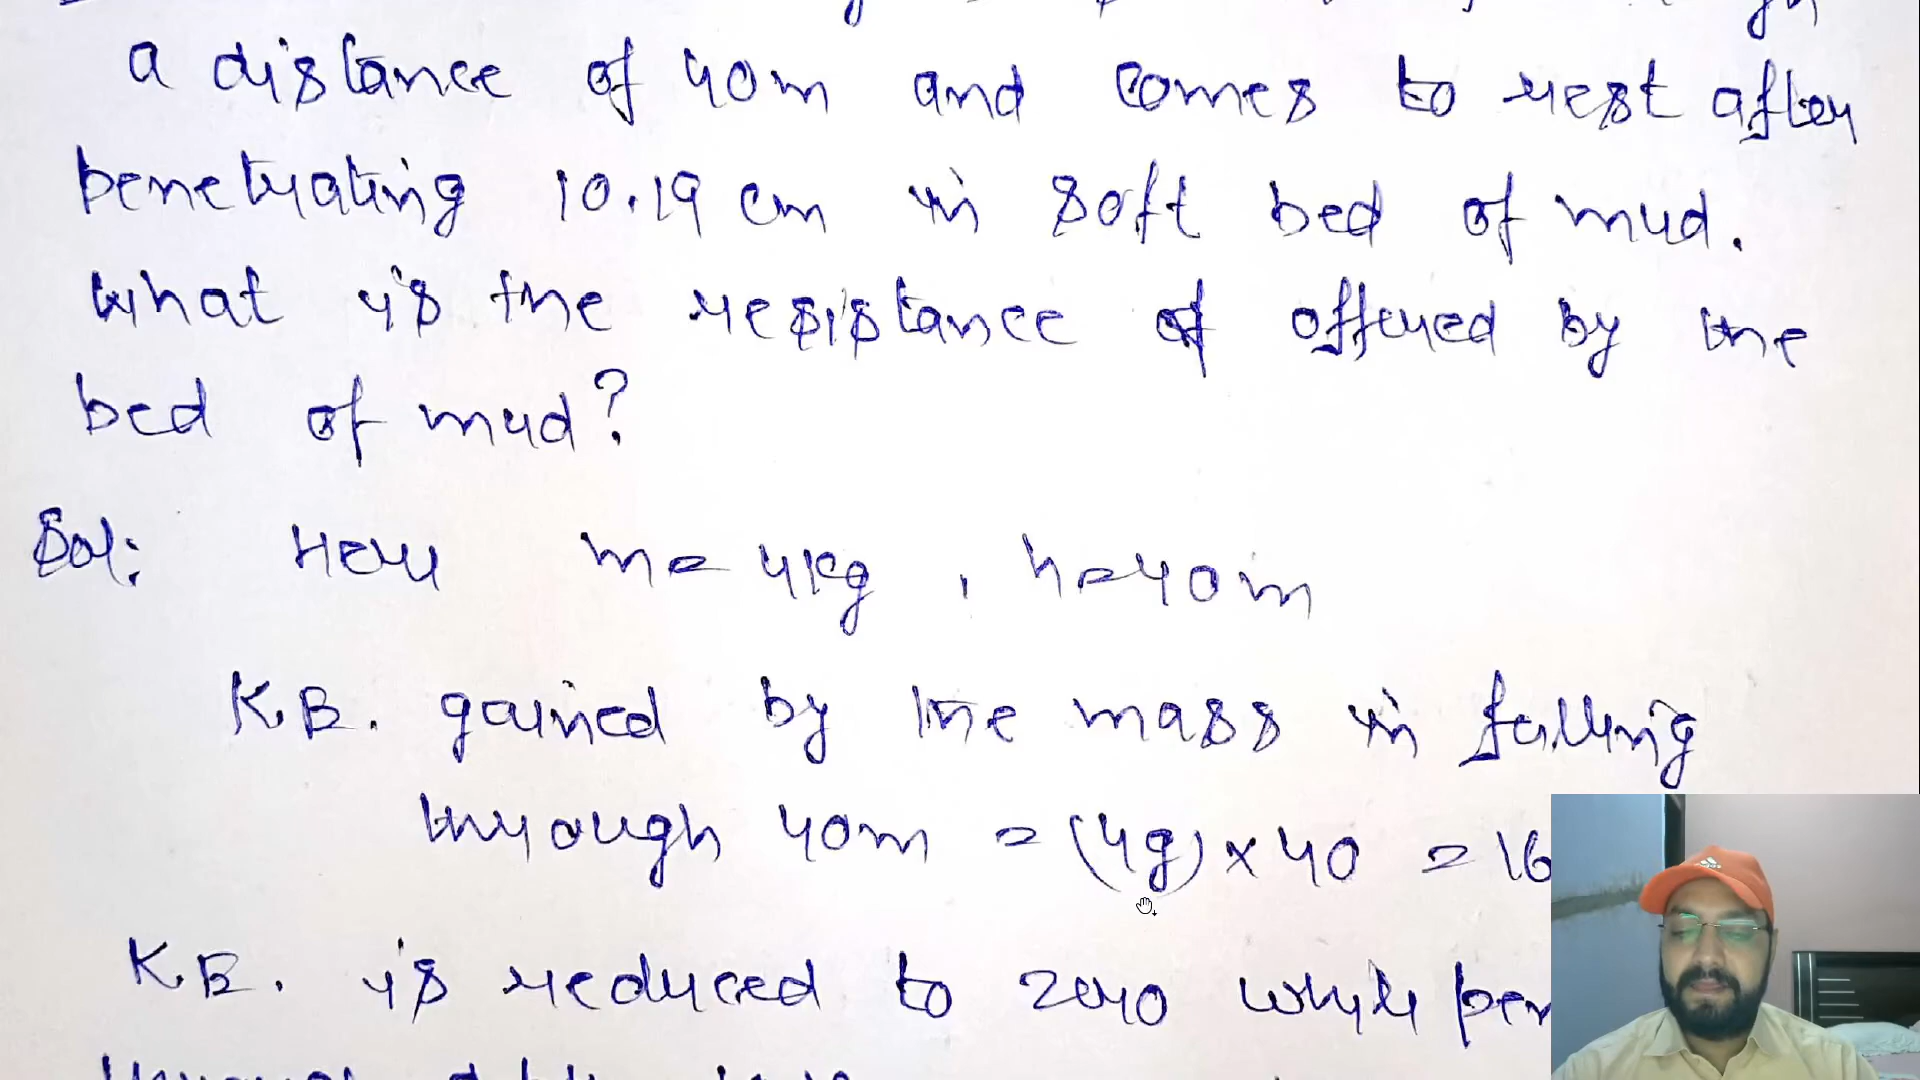 a distance of 40m and comes to rest after
penetrating 10.19 cm in soft bed of mud.
what is the resistance of offered by the
bed of mud?
Sol: Here m = 4kg , h = 40m
K.E. gained by the mass in falling
through 40m = (4g) × 40 = 16
K.E. is reduced to zero while pen